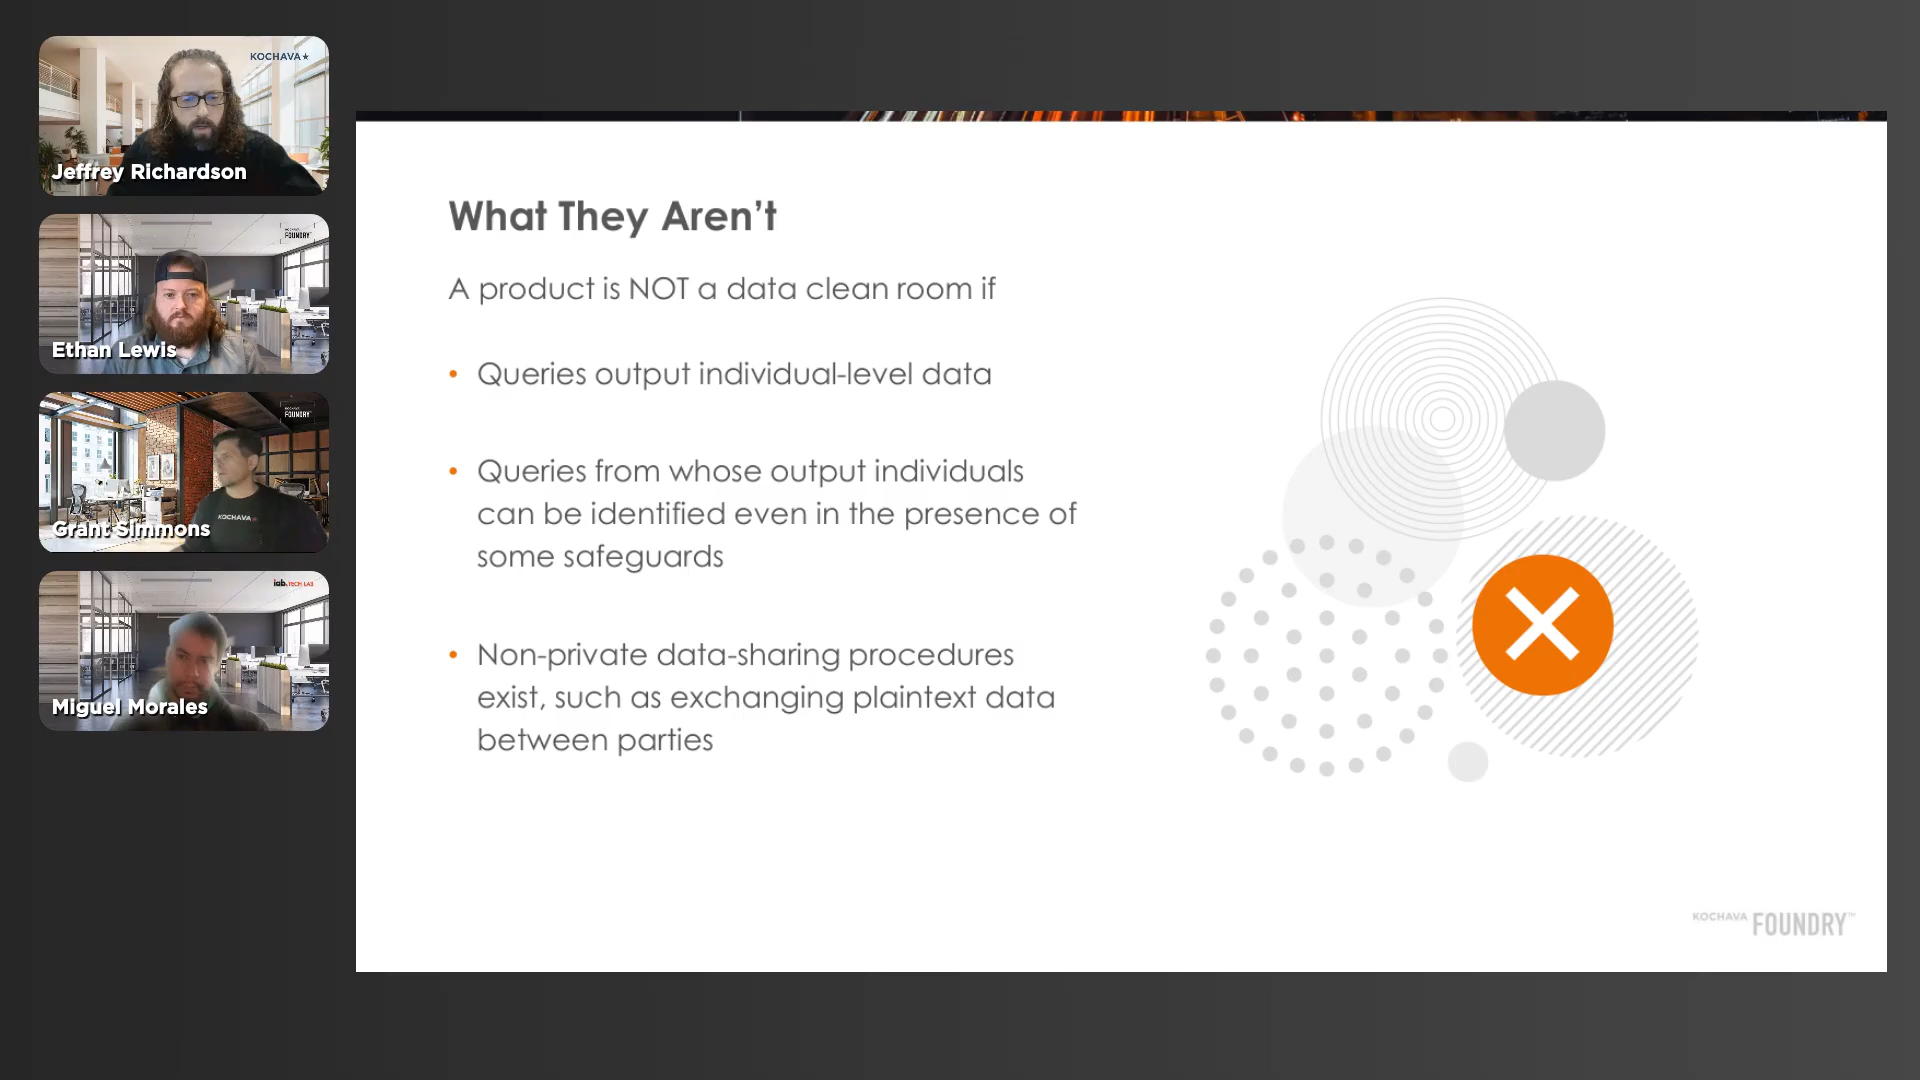 KOCHAVA★
Jeffrey Richardson
KOCHAVA
FOUNDRY
Ethan Lewis
KOCHAVA
FOUNDRY
KOCHAVA★
Grant Simmons
iab.TECH LAB
Miguel Morales
What They Aren’t
A product is NOT a data clean room if
• Queries output individual-level data
• Queries from whose output individuals
can be identified even in the presence of
some safeguards
• Non-private data-sharing procedures
exist, such as exchanging plaintext data
between parties
KOCHAVA FOUNDRY™